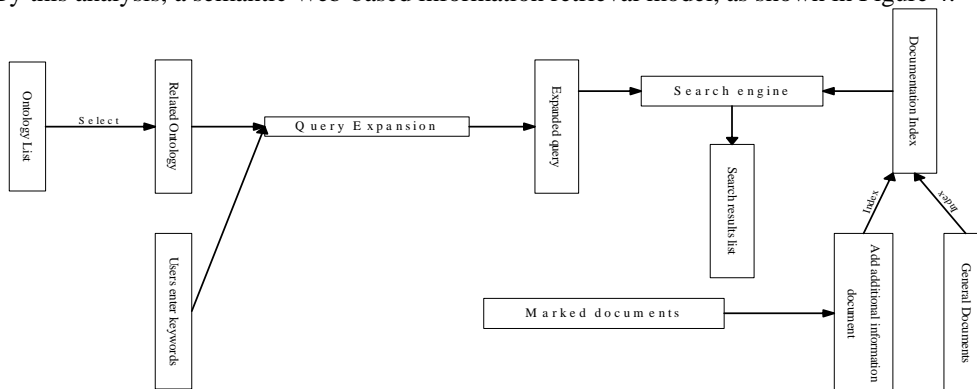 By this analysis, a semantic-Web-based information retrieval model, as shown in Figure
Ontology List
Select
Related Ontology
Query Expansion
Expanded query
Search engine
Documentation Index
Search results list
Users enter keywords
Index
Index
Marked documents
Add additional information
document
General Documents